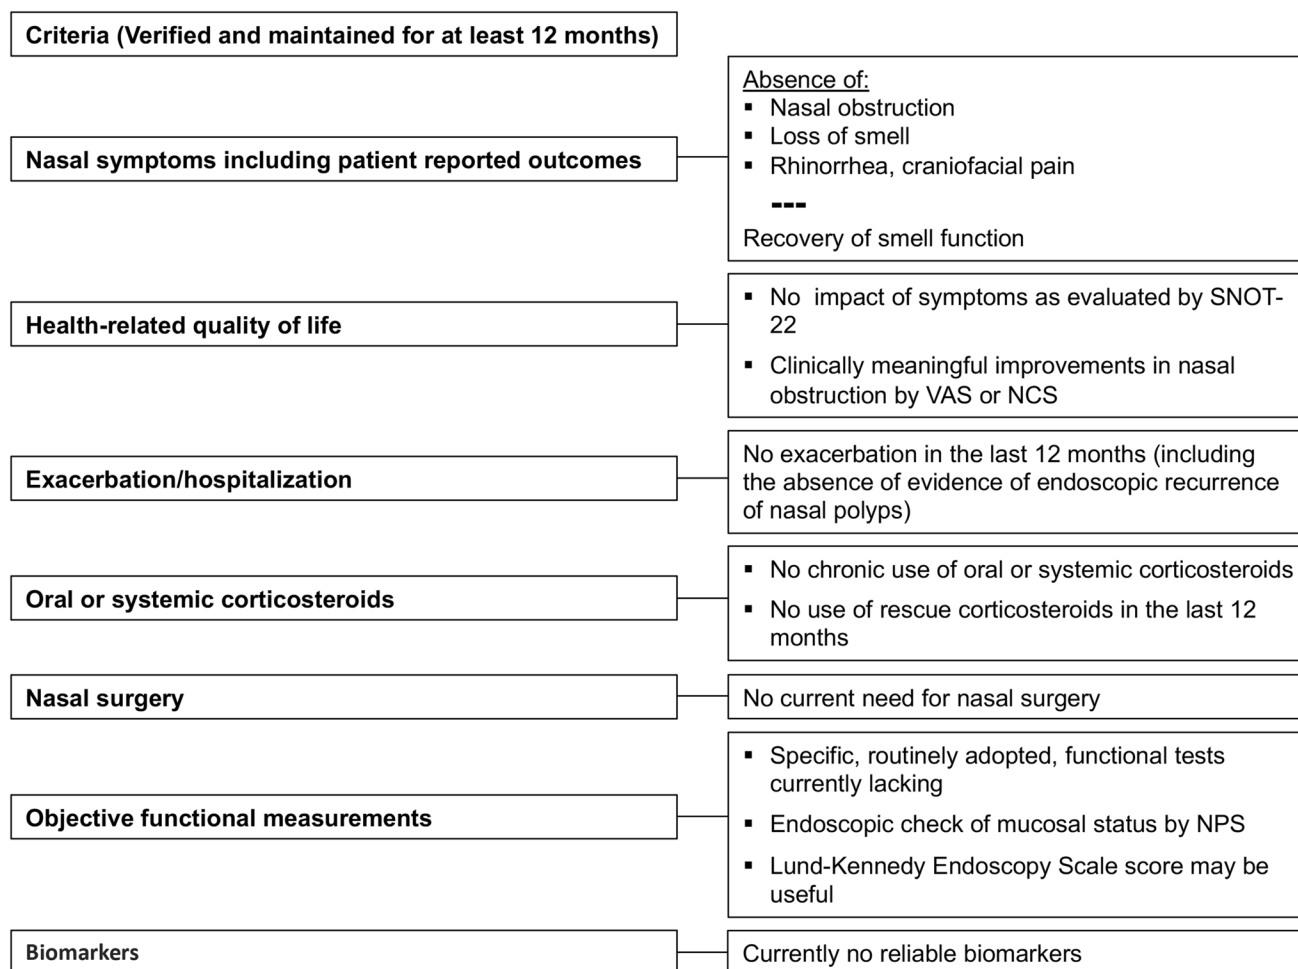 Criteria (Verified and maintained for at least 12 months)
Nasal symptoms including patient reported outcomes
Absence of:
▪ Nasal obstruction
▪ Loss of smell
▪ Rhinorrhea, craniofacial pain
---
Recovery of smell function
Health-related quality of life
▪ No  impact of symptoms as evaluated by SNOT-
22
▪ Clinically meaningful improvements in nasal
obstruction by VAS or NCS
Exacerbation/hospitalization
No exacerbation in the last 12 months (including
the absence of evidence of endoscopic recurrence
of nasal polyps)
Oral or systemic corticosteroids
▪ No chronic use of oral or systemic corticosteroids
▪ No use of rescue corticosteroids in the last 12
months
Nasal surgery
No current need for nasal surgery
Objective functional measurements
▪ Specific, routinely adopted, functional tests
currently lacking
▪ Endoscopic check of mucosal status by NPS
▪ Lund-Kennedy Endoscopy Scale score may be
useful
Biomarkers
Currently no reliable biomarkers